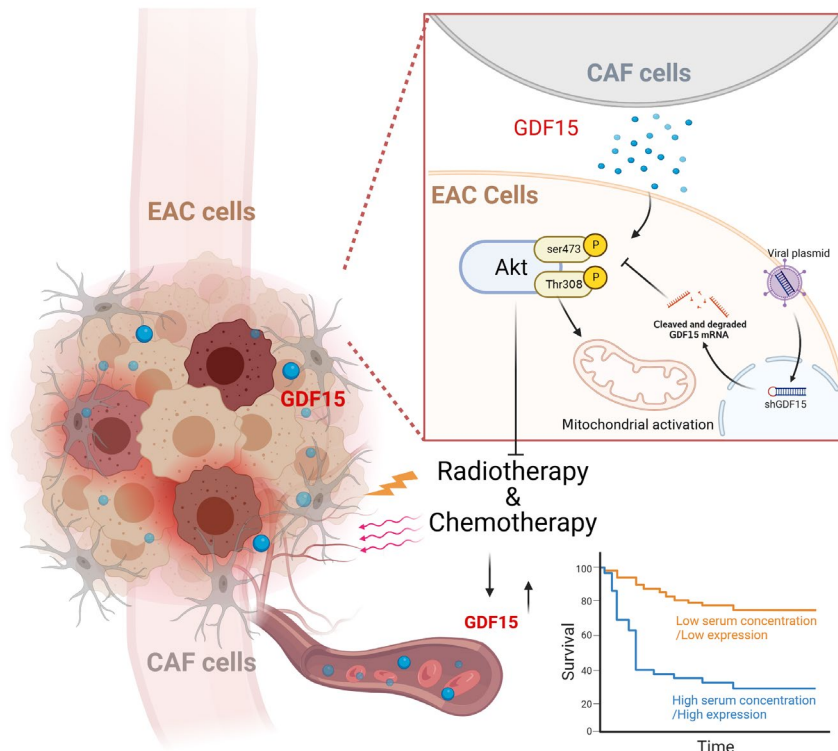 CAF cells
GDF15
EAC Cells
EAC cells
Akt
ser473
P
Thr308
P
Viral plasmid
Cleaved and degraded
GDF15 mRNA
shGDF15
Mitochondrial activation
GDF15
Radiotherapy
&
Chemotherapy
GDF15
CAF cells
Survival
100
80
60
40
20
0
Low serum concentration
/Low expression
High serum concentration
/High expression
Time